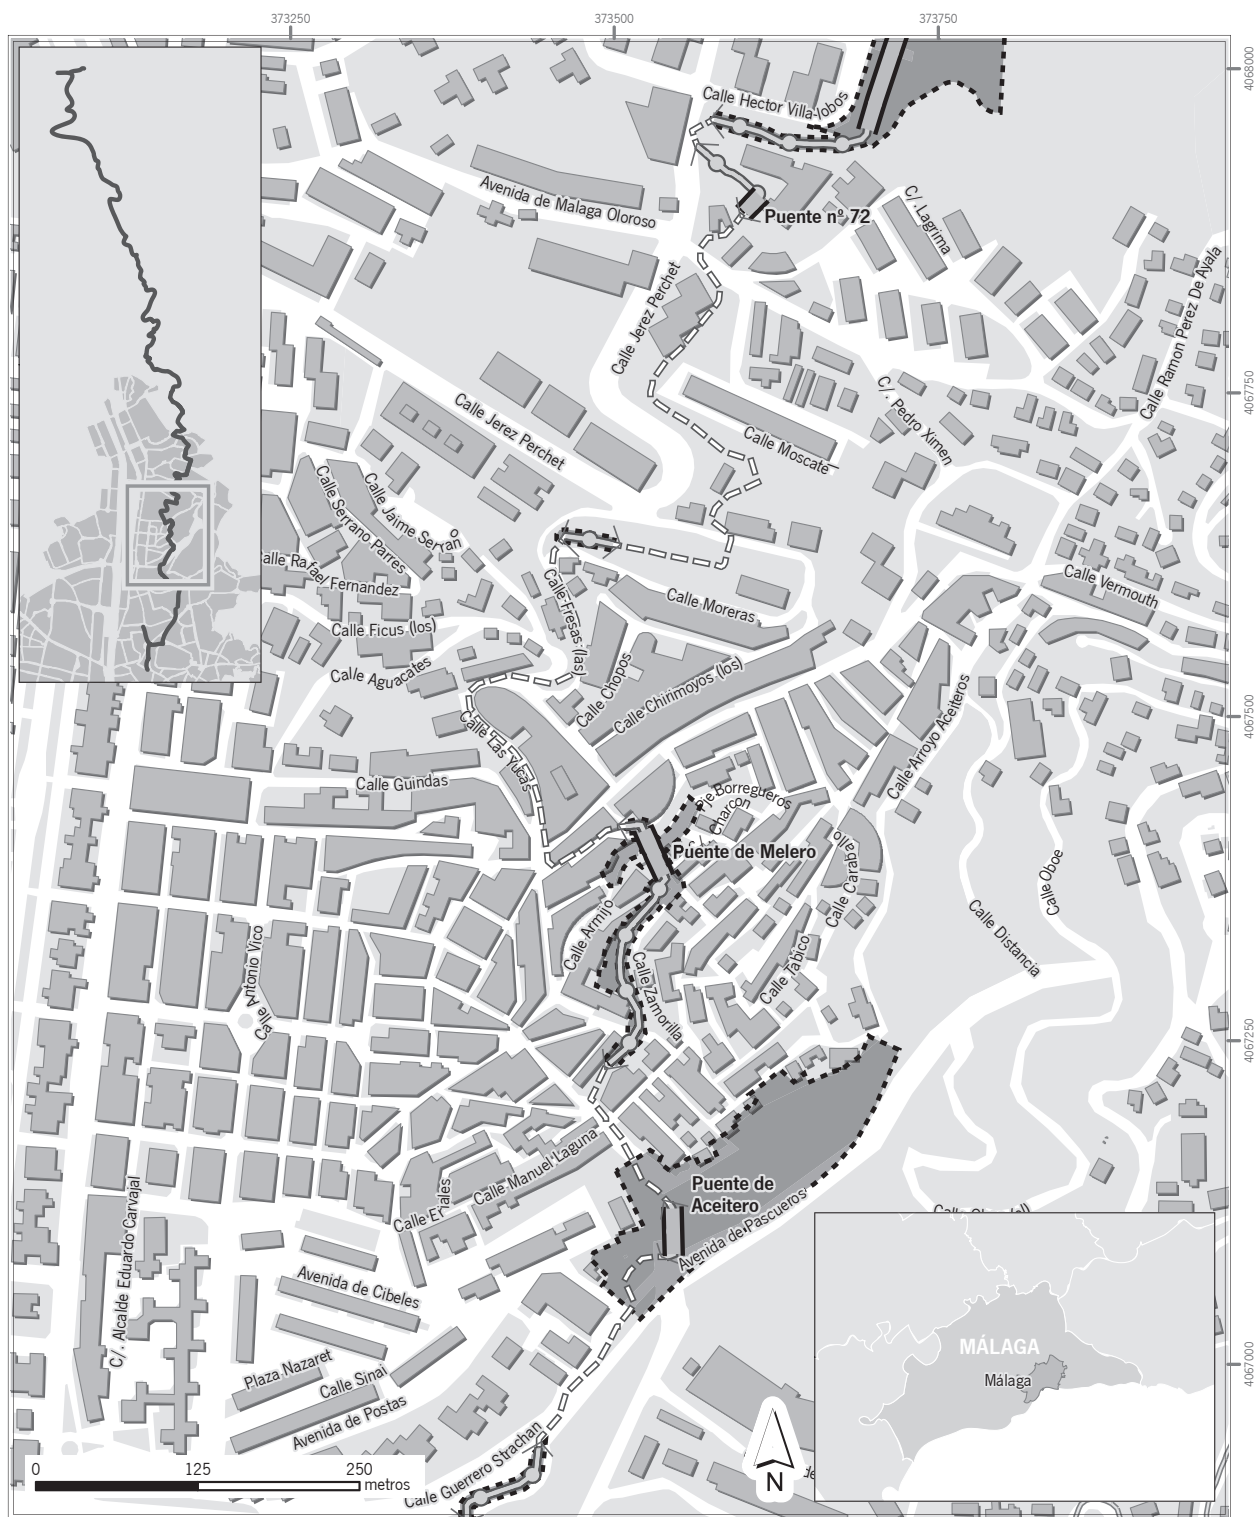 373250
373500
373750
4068000
Calle Hector Villa-lobos
Avenida de Malaga Oloroso
Puente nº 72
C/. Lagrima
Calle Ramon Perez De Ayala
Calle Jerez Perchet
4067750
C/. Pedro Ximen
Calle Jerez Perchet
Calle Moscate
Calle Serrano Parres
Calle Jaime Serran
o
alle Rafael Fernandez
Calle Fresas (las)
Calle Moreras
Calle Vermouth
Calle Ficus (los)
Calle Aguacates
Calle Chopos
Calle Chirimoyos (los)
Calle Arroyo Aceiteros
4067500
Calle Las Yucas
Calle Guindas
Pje Borregueros
Charcon
Puente de Melero
Calle Caraballo
Calle Oboe
Calle Armijo
Calle Distancia
Calle Antonio Vico
Calle Tabico
Calle Zamorilla
4067250
Calle Manuel Laguna
Puente de
Aceitero
Calle Eriales
Avenida de Pascueros
C/. Alcalde Eduardo Carvajal
Avenida de Cibeles
MÁLAGA
Málaga
4067000
Plaza Nazaret
Calle Sinai
Avenida de Postas
Calle Guerrero Strachan
0
125
250
metros
N
de